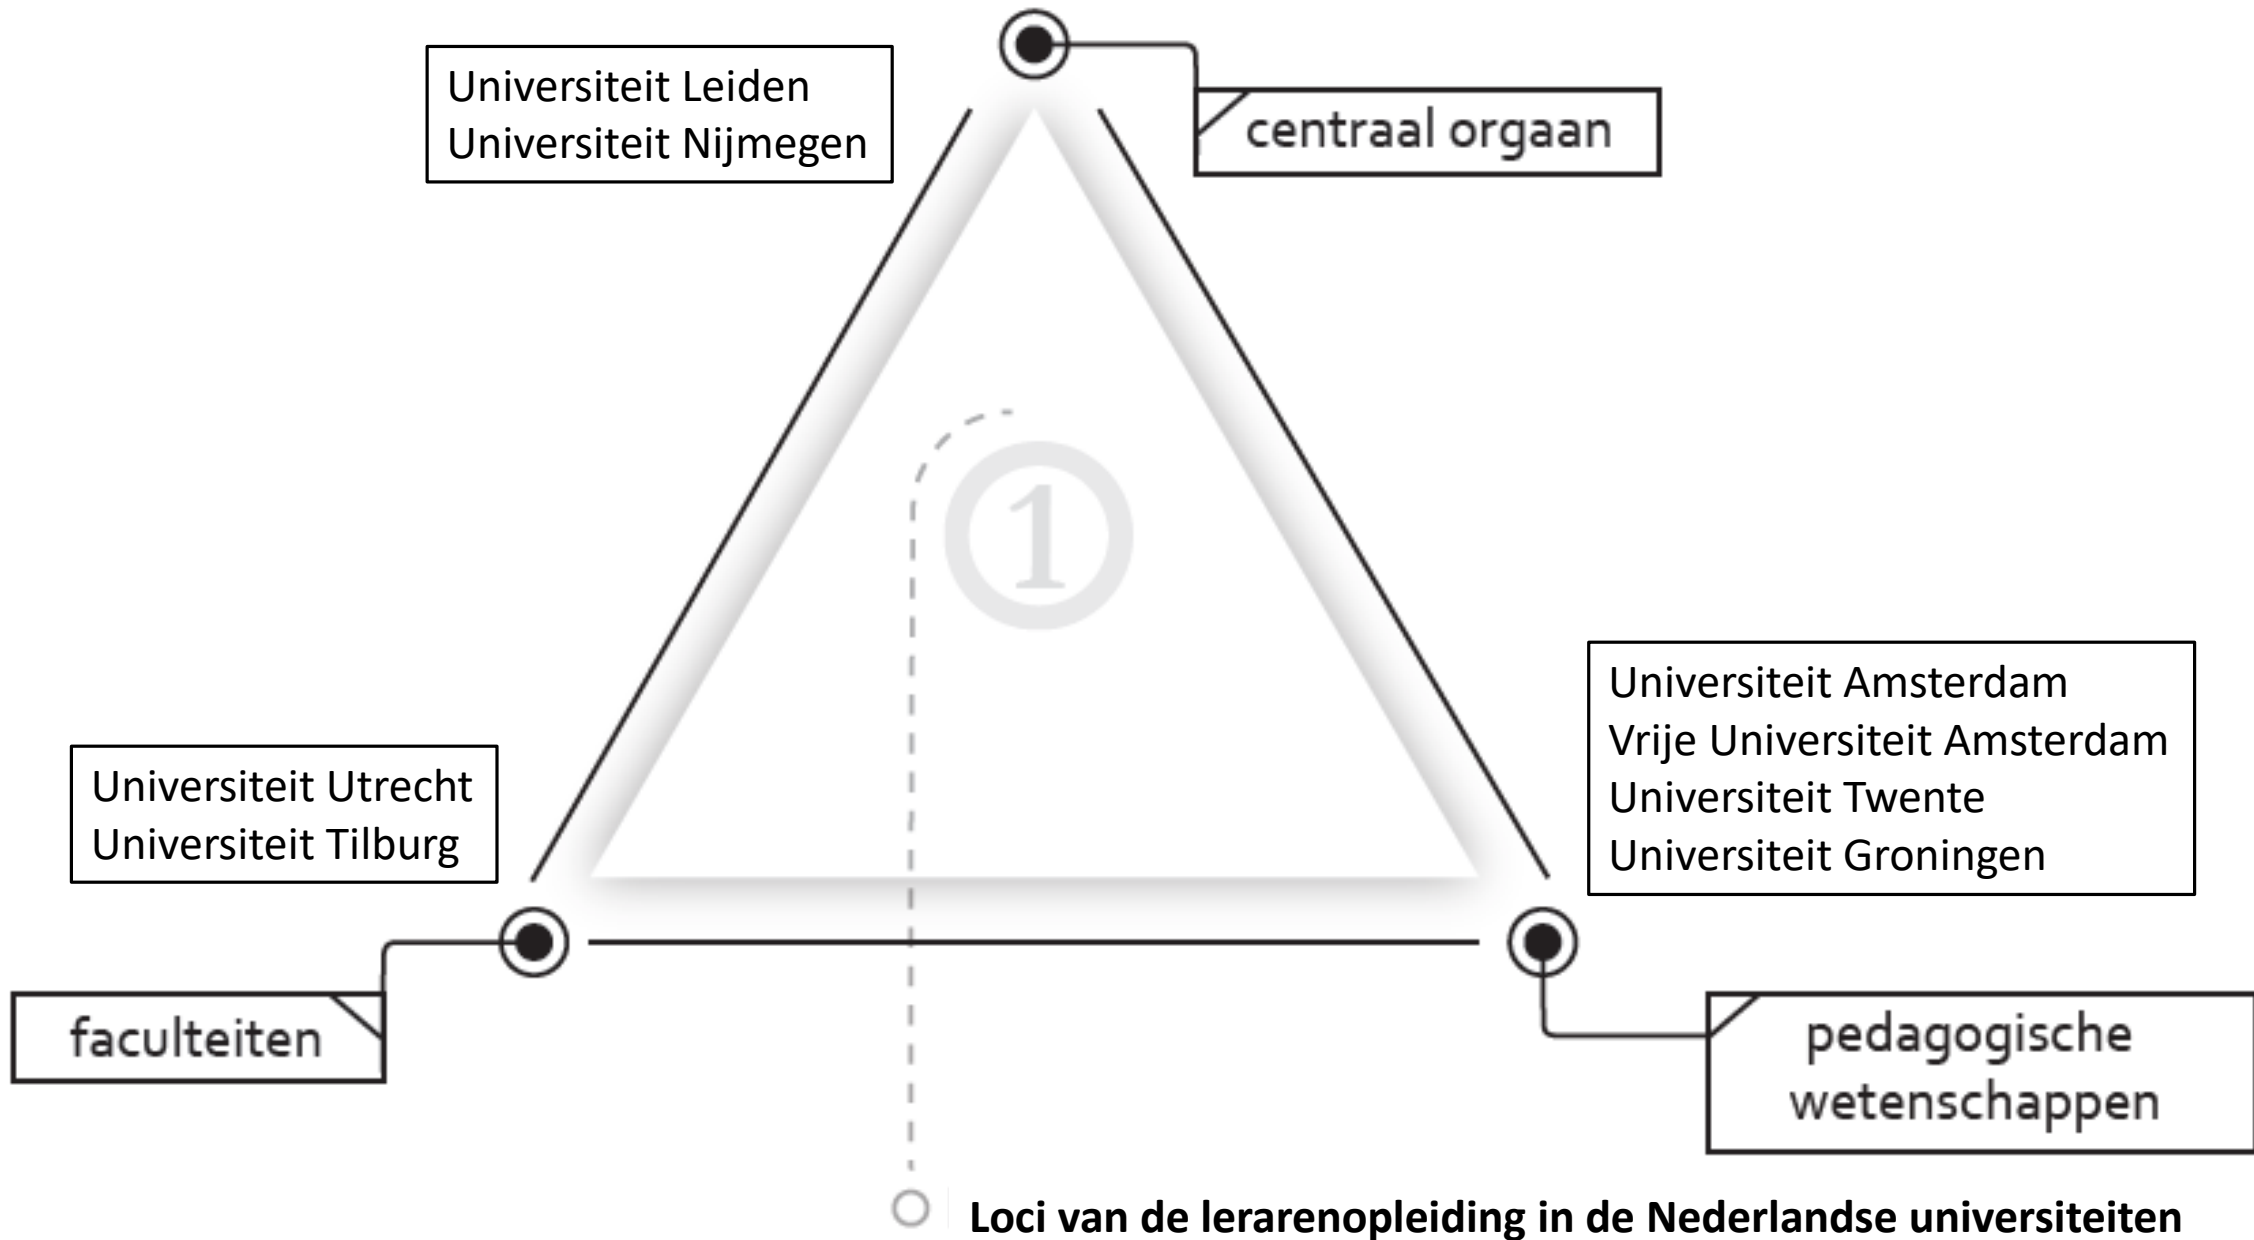 Universiteit Leiden
Universiteit Nijmegen
centraal orgaan
1
Universiteit Amsterdam
Vrije Universiteit Amsterdam
Universiteit Twente
Universiteit Groningen
Universiteit Utrecht
Universiteit Tilburg
faculteiten
pedagogische
wetenschappen
Loci van de lerarenopleiding in de Nederlandse universiteiten